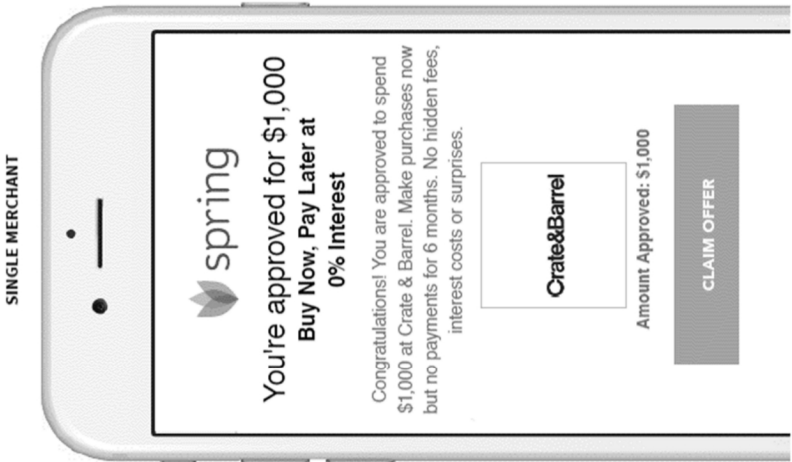 SINGLE MERCHANT
spring
You're approved for $1,000
Buy Now, Pay Later at
0% Interest
Congratulations! You are approved to spend
$1,000 at Crate & Barrel. Make purchases now
but no payments for 6 months. No hidden fees,
interest costs or surprises.
Crate&Barrel
Amount Approved: $1,000
CLAIM OFFER